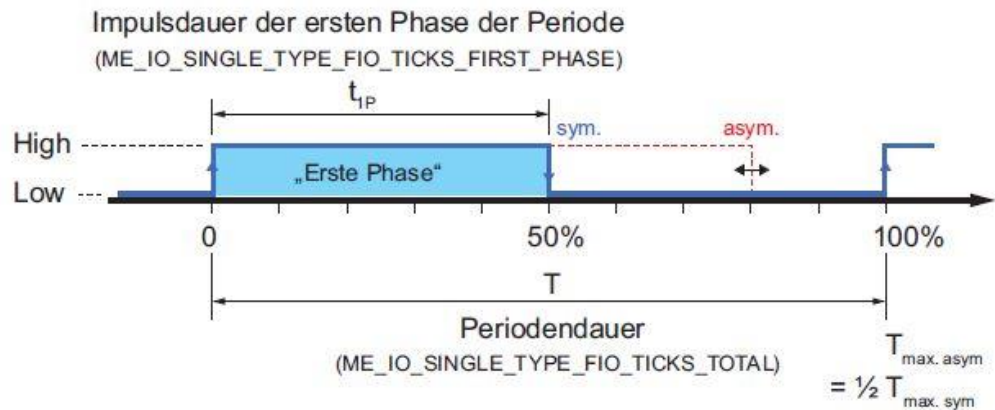 Impulsdauer der ersten Phase der Periode
(ME_IO_SINGLE_TYPE_FIO_TICKS_FIRST_PHASE)
t1P
sym.
asym.
High
„Erste Phase“
Low
0
50%
100%
T
Periodendauer
(ME_IO_SINGLE_TYPE_FIO_TICKS_TOTAL)
Tmax. asym
= ½ Tmax. sym